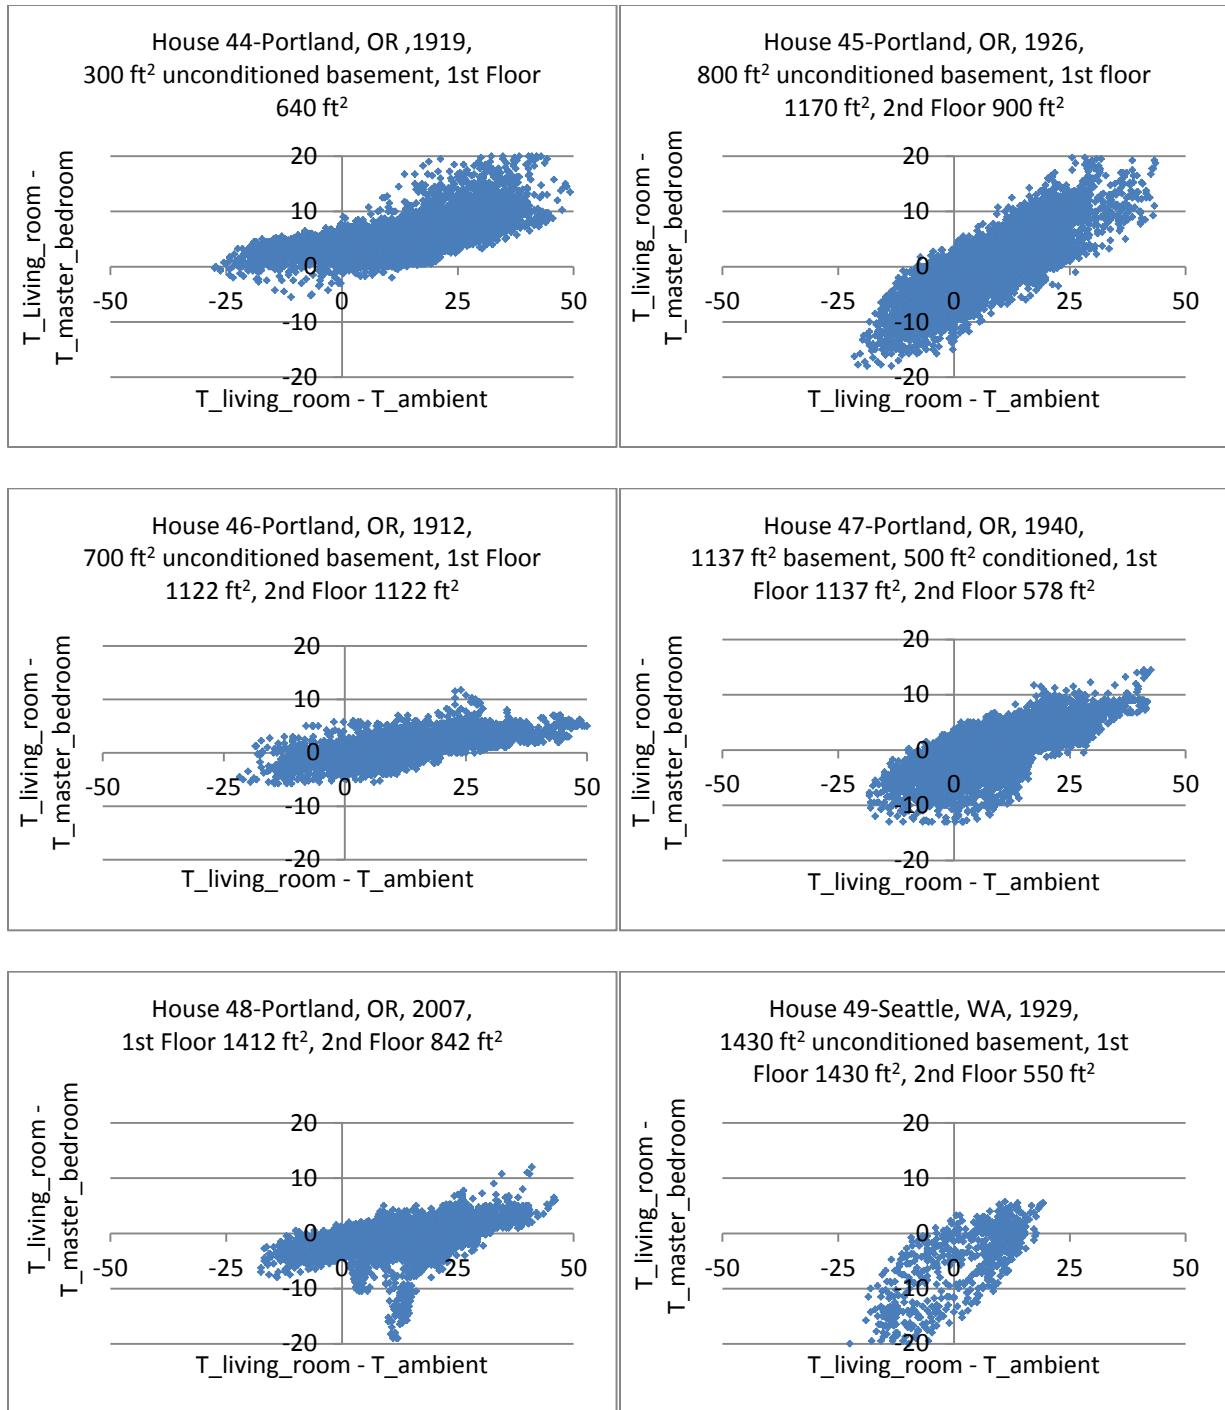 House 44-Portland, OR ,1919,
300 ft² unconditioned basement, 1st Floor
640 ft²
T_Living_room -
T_master_bedroom
20
10
0
-10
-20
-50
-25
0
25
50
T_living_room - T_ambient
House 45-Portland, OR, 1926,
800 ft² unconditioned basement, 1st floor
1170 ft², 2nd Floor 900 ft²
T_living_room -
T_master_bedroom
20
10
0
-10
-20
-50
-25
0
25
50
T_living_room - T_ambient
House 46-Portland, OR, 1912,
700 ft² unconditioned basement, 1st Floor
1122 ft², 2nd Floor 1122 ft²
T_living_room -
T_master_bedroom
20
10
0
-10
-20
-50
-25
0
25
50
T_living_room - T_ambient
House 47-Portland, OR, 1940,
1137 ft² basement, 500 ft² conditioned, 1st
Floor 1137 ft², 2nd Floor 578 ft²
T_living_room -
T_master_bedroom
20
10
0
-10
-20
-50
-25
0
25
50
T_living_room - T_ambient
House 48-Portland, OR, 2007,
1st Floor 1412 ft², 2nd Floor 842 ft²
T_living_room -
T_master_bedroom
20
10
0
-10
-20
-50
-25
0
25
50
T_living_room - T_ambient
House 49-Seattle, WA, 1929,
1430 ft² unconditioned basement, 1st
Floor 1430 ft², 2nd Floor 550 ft²
T_living_room -
T_master_bedroom
20
10
0
-10
-20
-50
-25
0
25
50
T_living_room - T_ambient